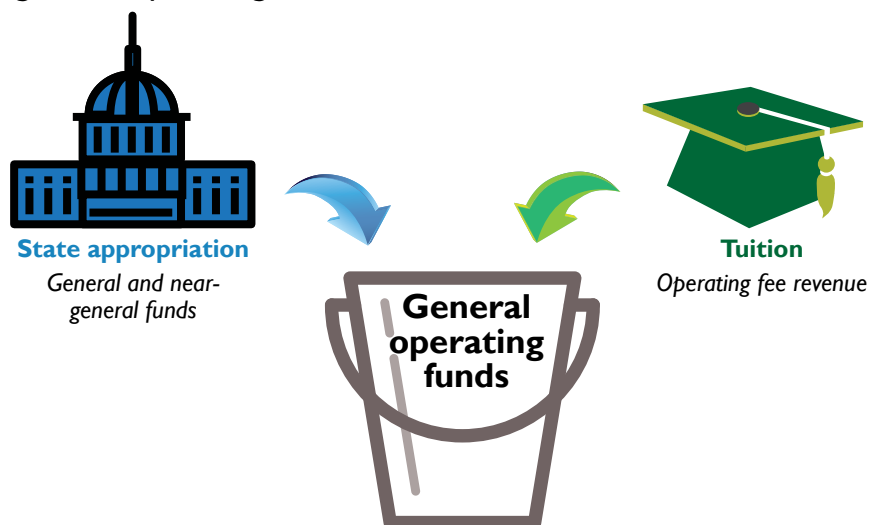 State appropriation
General and near-
general funds
General
operating
funds
Tuition
Operating fee revenue